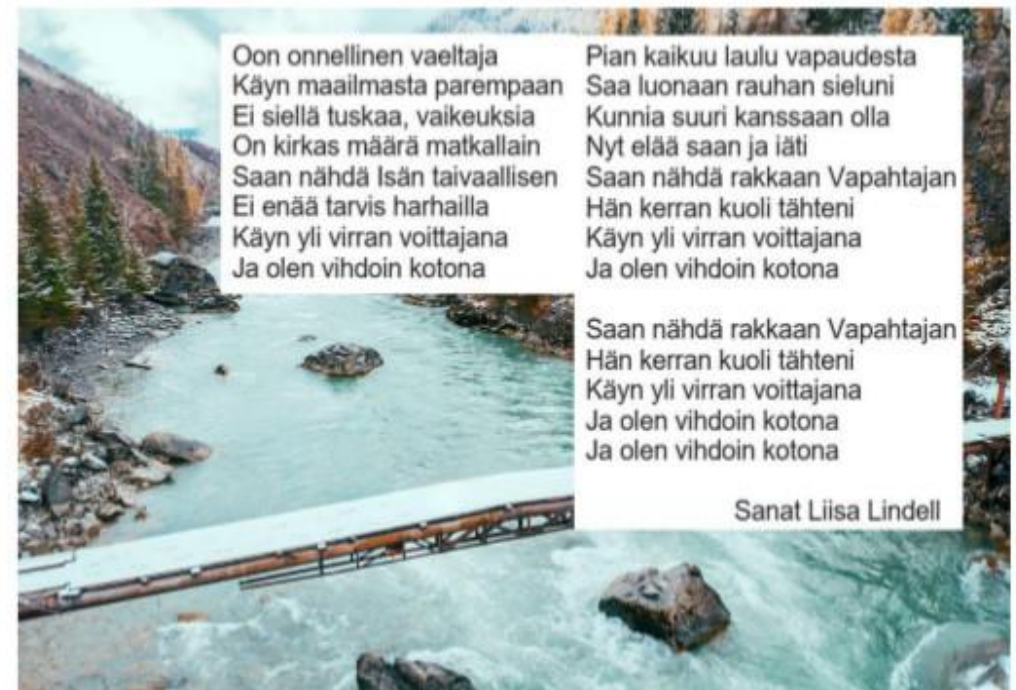 Oon onnellinen vaeltaja
Käyn maailmasta parempaan
Ei siellä tuskaa, vaikeuksia
On kirkas määrä matkallain
Saan nähdä Isän taivaallisen
Ei enää tarvis harhailla
Käyn yli virran voittajana
Ja olen vihdoin kotona
Pian kaikuu laulu vapaudesta
Saa luonaan rauhan sieluni
Kunnia suuri kanssaan olla
Nyt elää saan ja iäti
Saan nähdä rakkaan Vapahtajan
Hän kerran kuoli tähteni
Käyn yli virran voittajana
Ja olen vihdoin kotona
Saan nähdä rakkaan Vapahtajan
Hän kerran kuoli tähteni
Käyn yli virran voittajana
Ja olen vihdoin kotona
Ja olen vihdoin kotona
Sanat Liisa Lindell